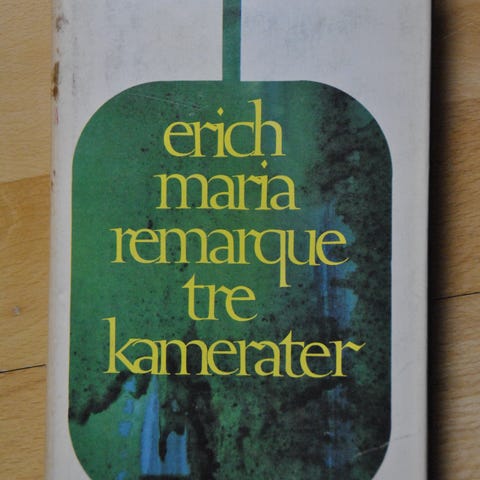 erich
maria
remarque
tre
kamerater